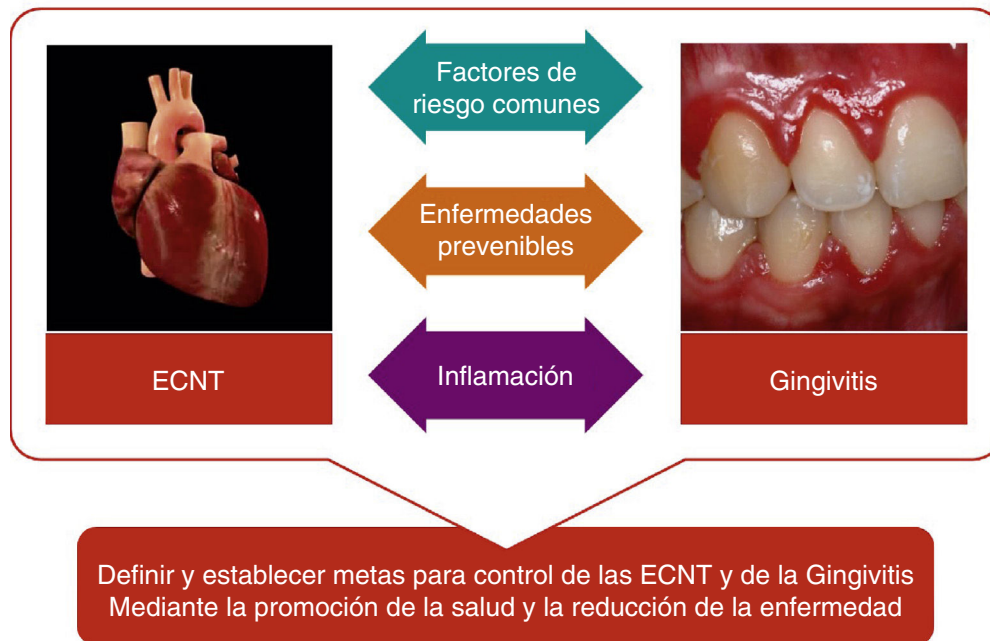 Factores de
riesgo comunes
Enfermedades
prevenibles
Inflamación
ECNT
Gingivitis
Definir y establecer metas para control de las ECNT y de la Gingivitis
Mediante la promoción de la salud y la reducción de la enfermedad